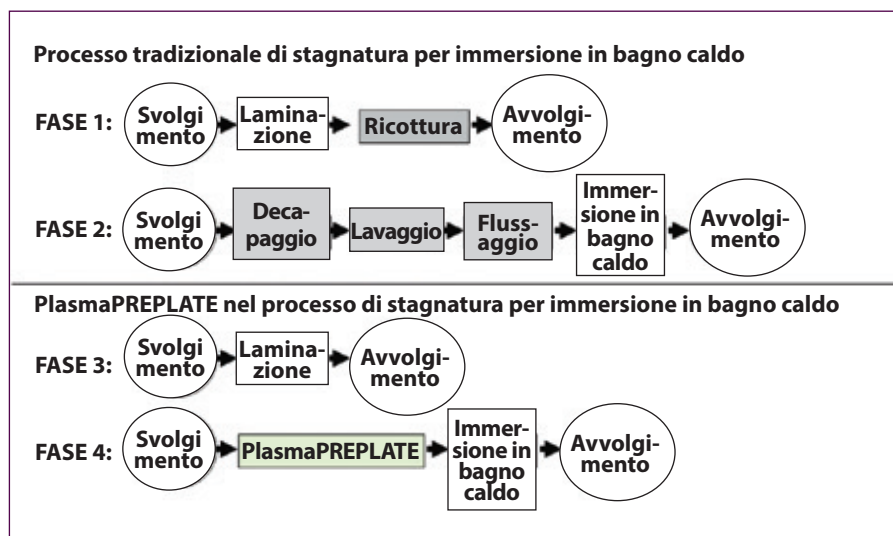 Processo tradizionale di stagnatura per immersione in bagno caldo
FASE 1:
Svolgi
mento
Lamina-
zione
Ricottura
Avvolgi-
mento
FASE 2:
Svolgi
mento
Deca-
paggio
Lavaggio
Fluss-
aggio
Immer-
sione in
bagno
caldo
Avvolgi-
mento
PlasmaPREPLATE nel processo di stagnatura per immersione in bagno caldo
FASE 3:
Svolgi
mento
Lamina-
zione
Avvolgi-
mento
FASE 4:
Svolgi
mento
PlasmaPREPLATE
Immer-
sione in
bagno
caldo
Avvolgi-
mento